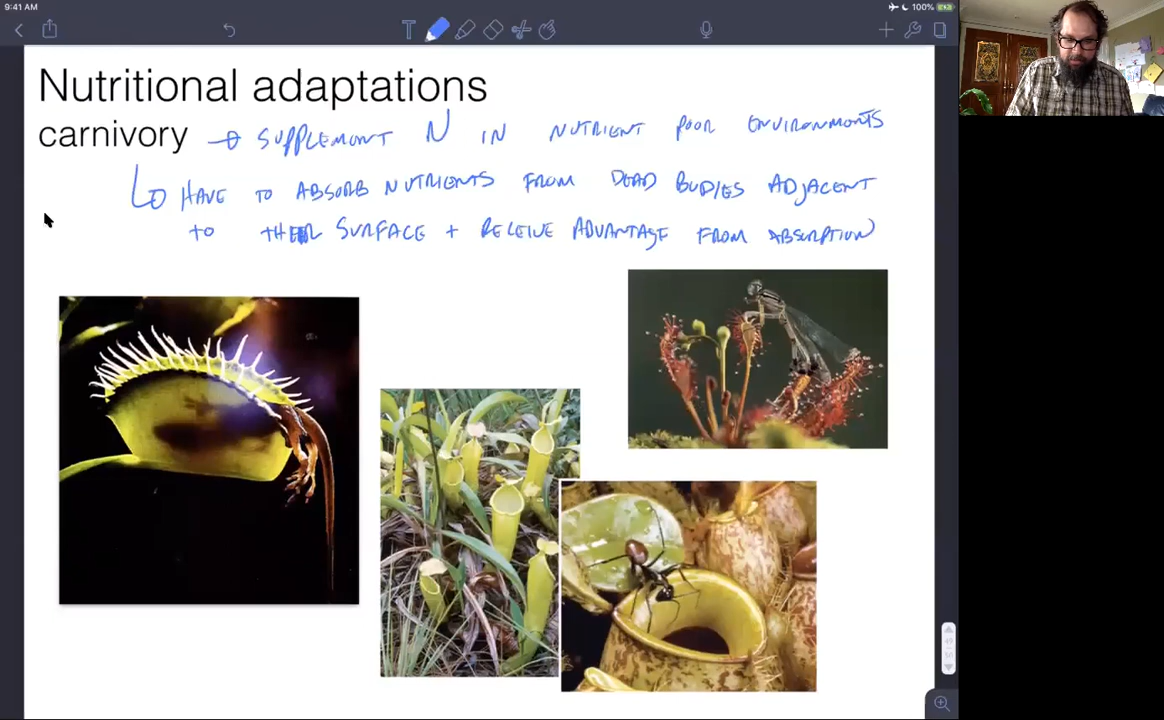 9:41 AM
100%
T
Nutritional adaptations
carnivory → SUPPLEMENT N IN NUTRIENT POOR ENVIRONMENTS
↳ HAVE TO ABSORB NUTRIENTS FROM DEAD BODIES ADJACENT
TO THEIR SURFACE + RECEIVE ADVANTAGE FROM ABSORPTION